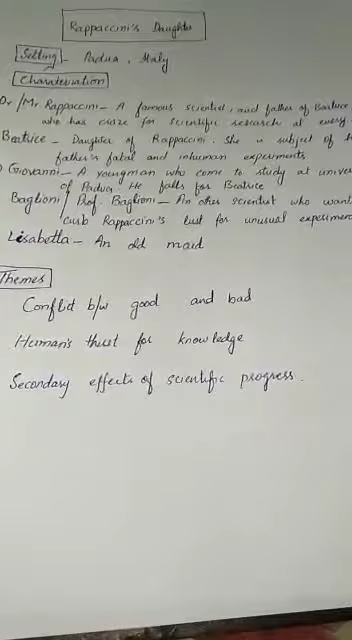 Rappaccini's Daughter
Setting - Padua, Italy
Characterization
Dr/Mr. Rappaccini - A famous scientist, and father of Beatrice
who has craze for scientific research at every
Beatrice - Daughter of Rappaccini. She is subject of
father's fatal and inhuman experiments
Giovanni - A youngman who come to study at univer
of Padua. He falls for Beatrice
Baglioni/Prof. Baglioni - An other scientist who want
curb Rappaccini's lust for unusual experimen
Lisabetta - An old maid
Themes
Conflict b/w good and bad
Human's thirst for knowledge
Secondary effects of scientific progress.